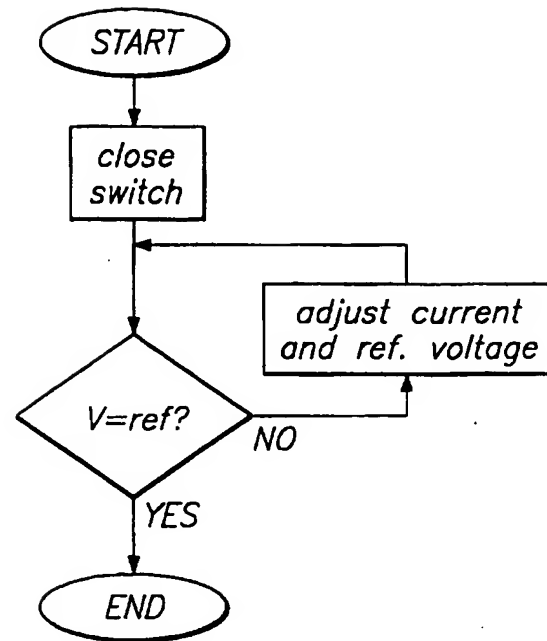 START
close
switch
adjust current
and ref. voltage
V=ref?
NO
YES
END